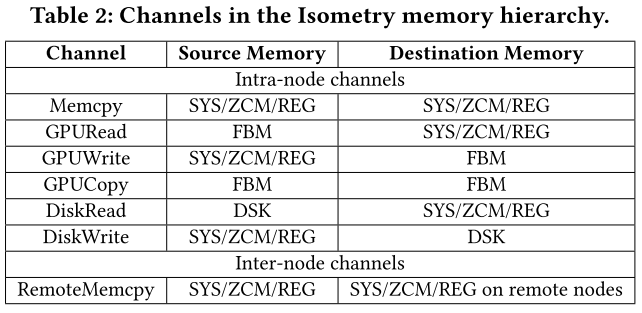 Table 2: Channels in the Isometry memory hierarchy.
Channel Source Memory Destination Memory
Intra-node channels
Memcpy SYS/ZCM/REG SYS/ZCM/REG
GPURead FBM SYS/ZCM/REG
GPUWrite SYS/ZCM/REG FBM
GPUCopy FBM FBM
DiskRead DSK SYS/ZCM/REG
DiskWrite SYS/ZCM/REG DSK
Inter-node channels
RemoteMemcpy SYS/ZCM/REG SYS/ZCM/REG on remote nodes